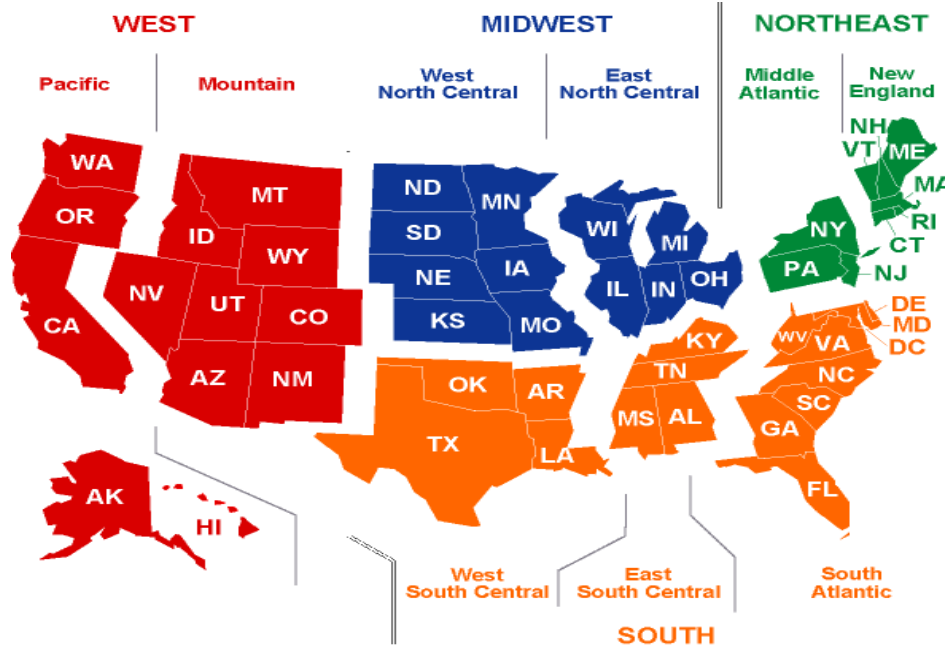 WEST
MIDWEST
NORTHEAST
Pacific
Mountain
West
North Central
East
North Central
Middle
Atlantic
New
England
NH
VT
ME
MA
RI
CT
NY
PA
NJ
WA
OR
CA
MT
ID
WY
NV
UT
CO
AZ
NM
ND
SD
NE
KS
MN
IA
MO
WI
MI
IL
IN
OH
DE
MD
DC
WV
VA
KY
TN
NC
SC
OK
AR
TX
LA
MS
AL
GA
FL
AK
HI
West
South Central
East
South Central
South
Atlantic
SOUTH